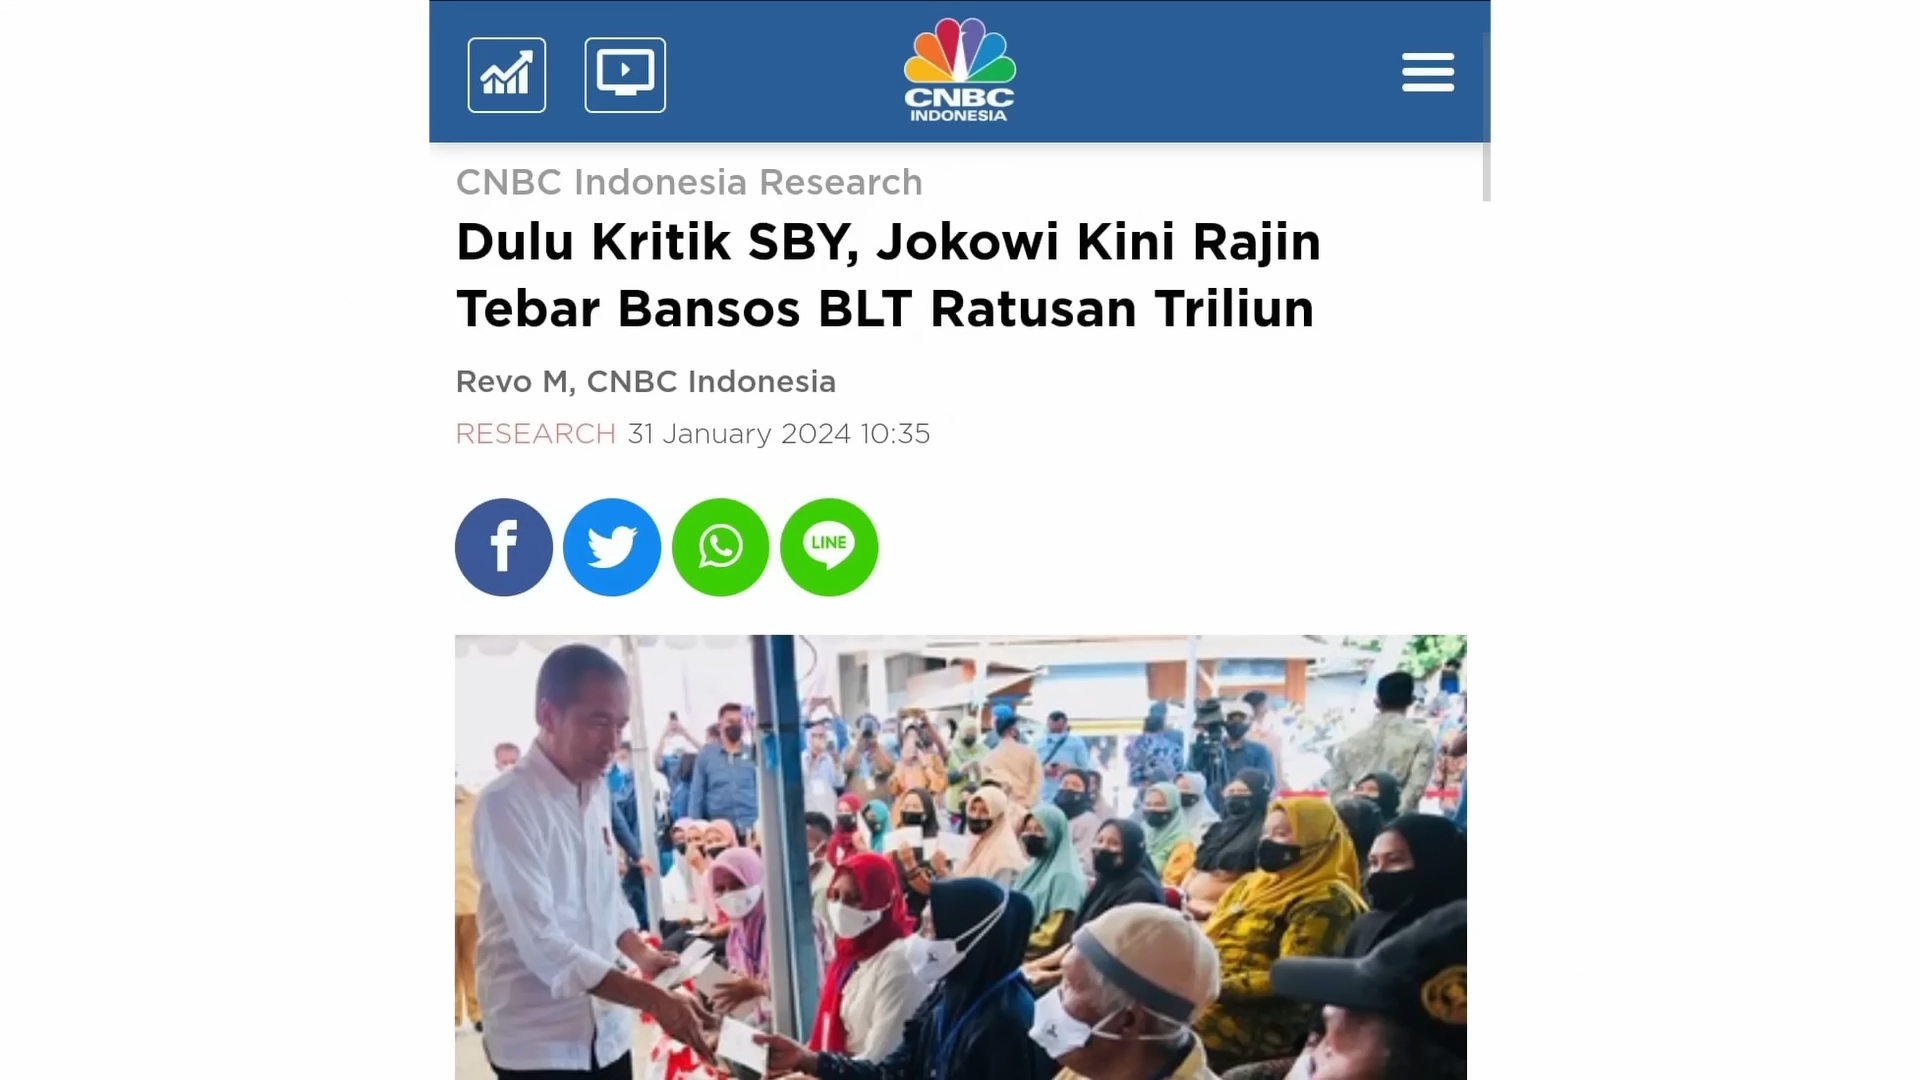 CNBC
INDONESIA
CNBC Indonesia Research
Dulu Kritik SBY, Jokowi Kini Rajin
Tebar Bansos BLT Ratusan Triliun
Revo M, CNBC Indonesia
RESEARCH 31 January 2024 10:35
LINE